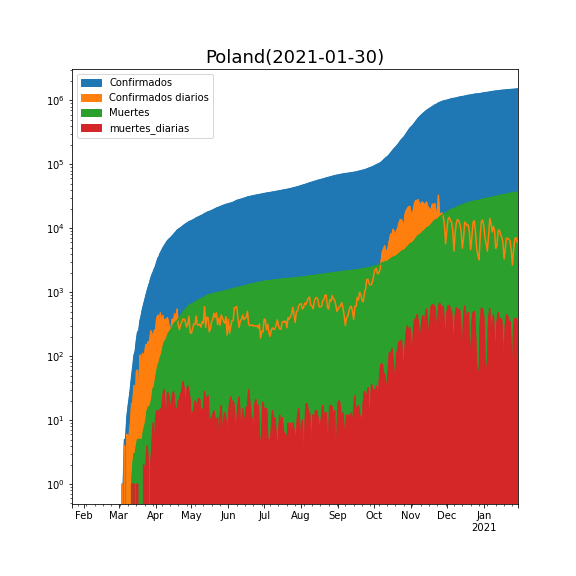 Poland(2021-01-30)
Confirmados
Confirmados diarios
Muertes
muertes_diarias
10^6
10^5
10^4
10^3
10^2
10^1
10^0
Feb Mar Apr May Jun Jul Aug Sep Oct Nov Dec Jan
2021